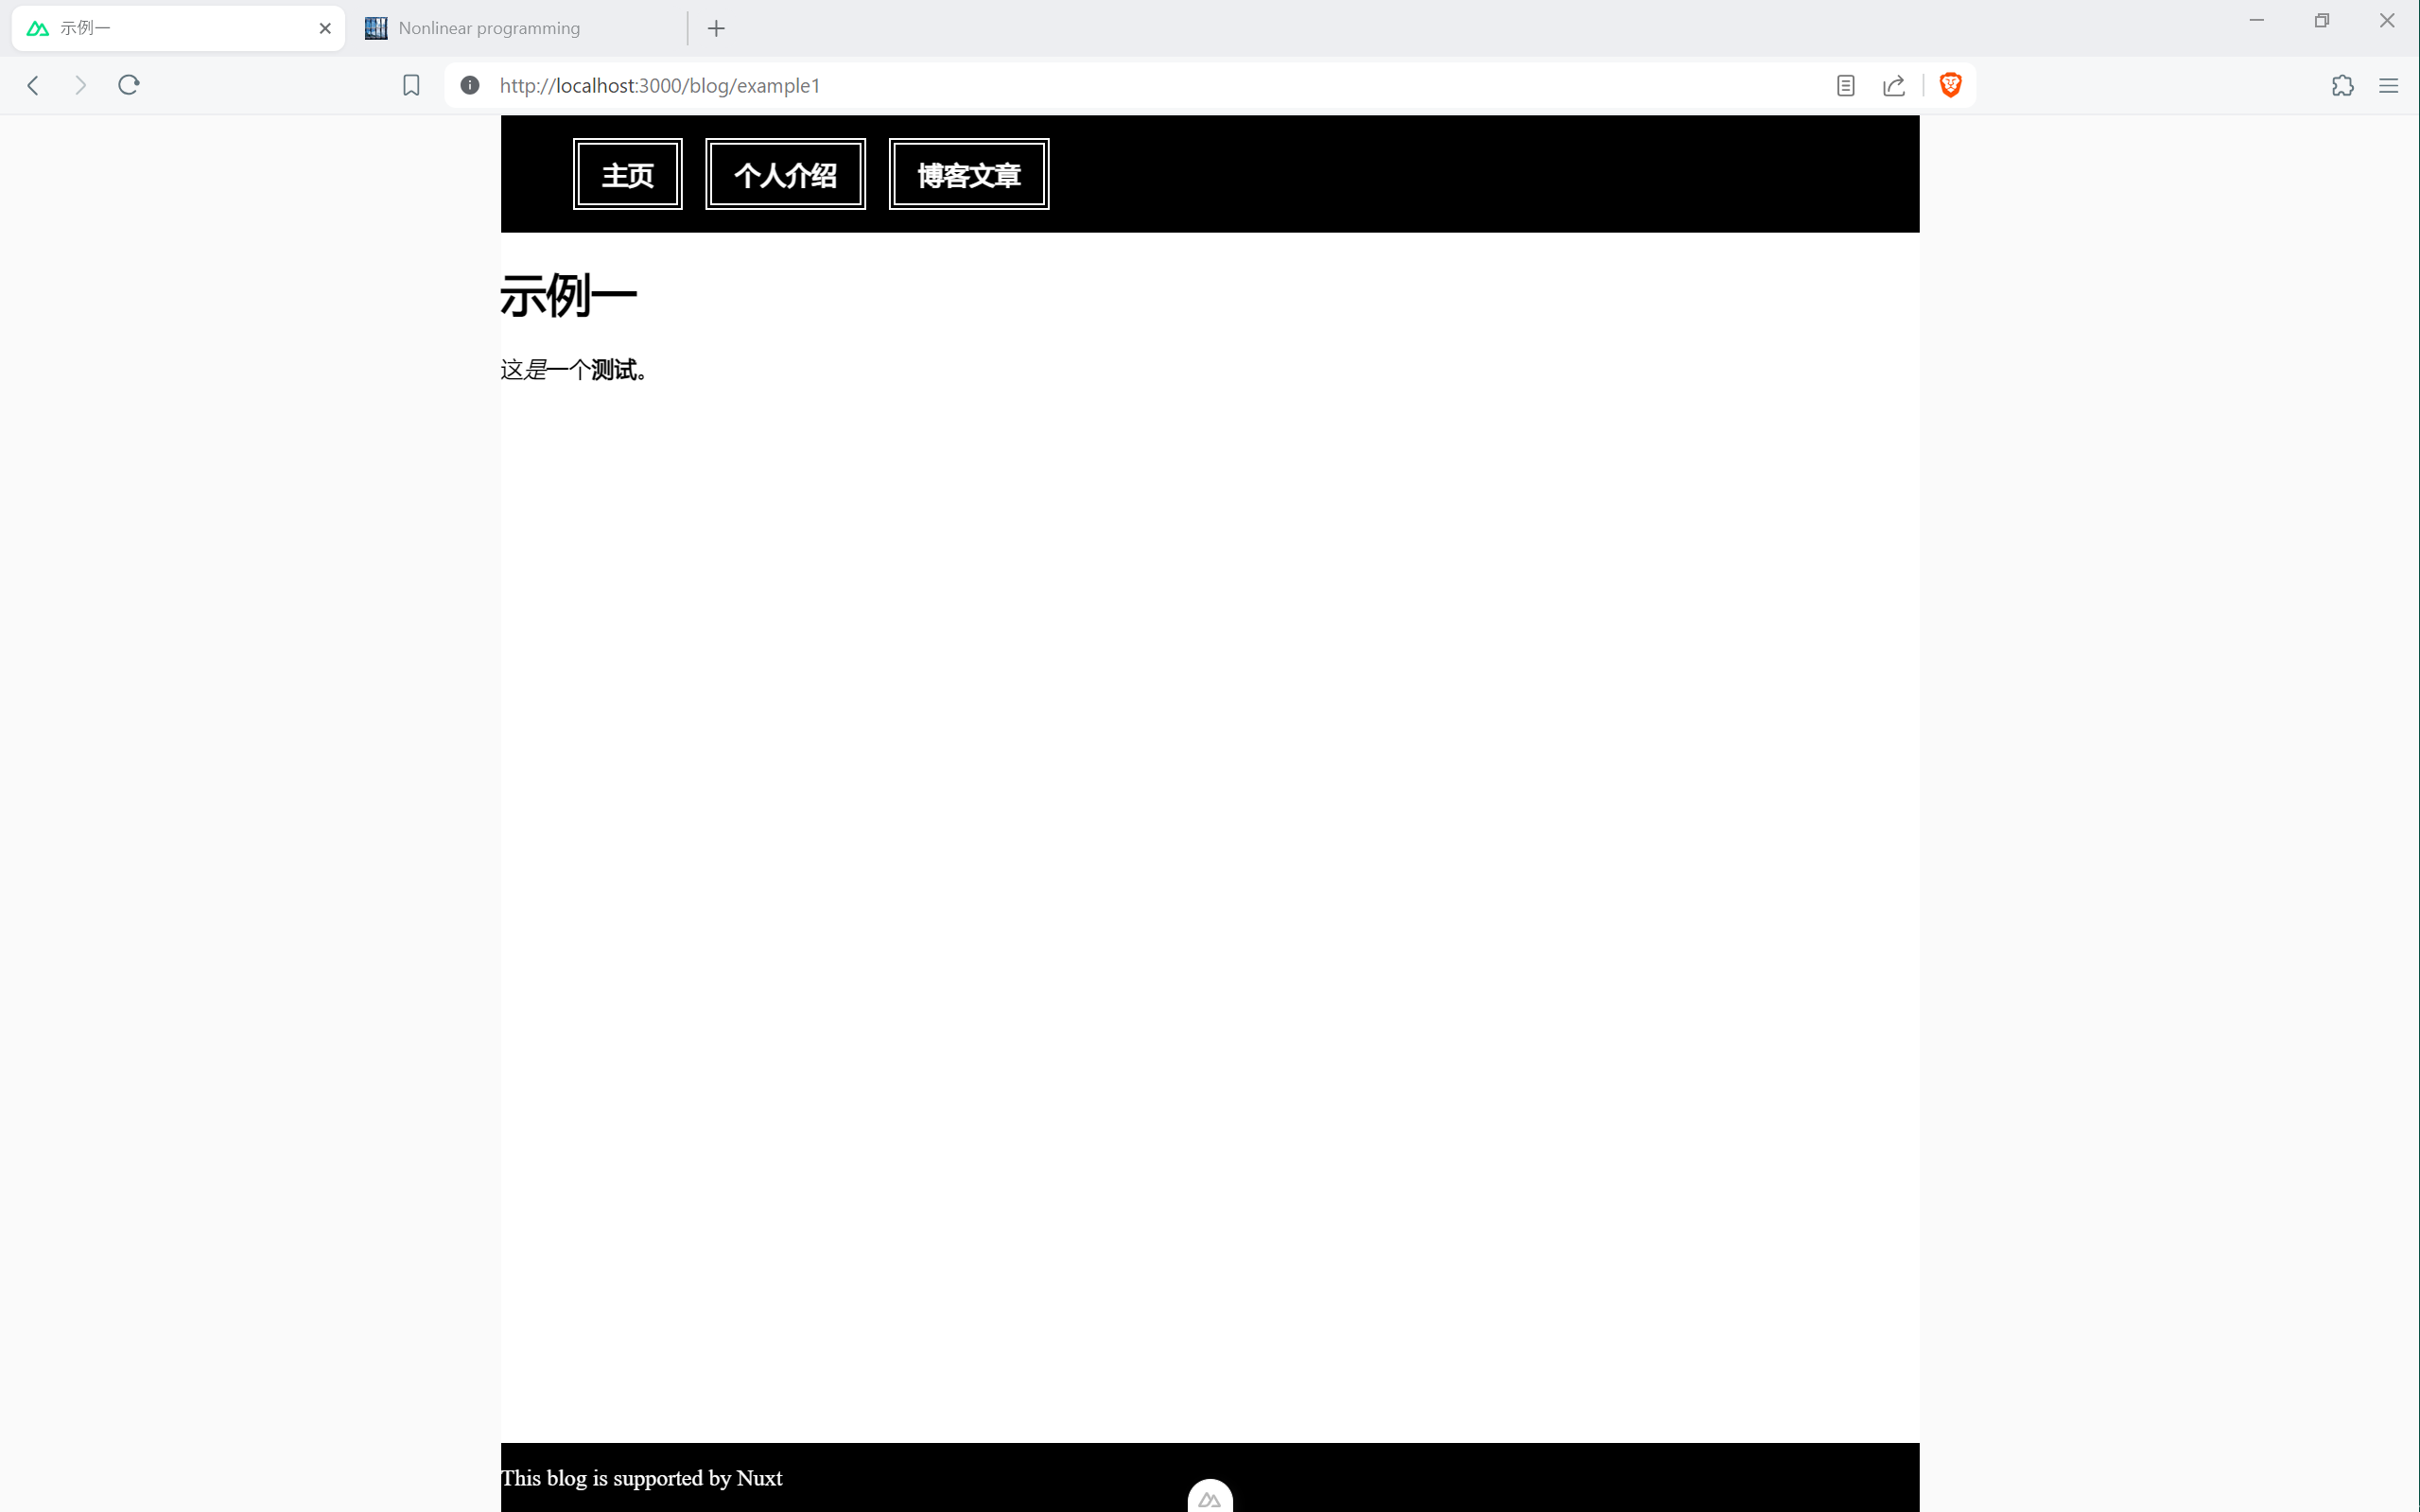 示例一
Nonlinear programming
http://localhost:3000/blog/example1
主页 个人介绍 博客文章
示例一
这是一个测试。
This blog is supported by Nuxt